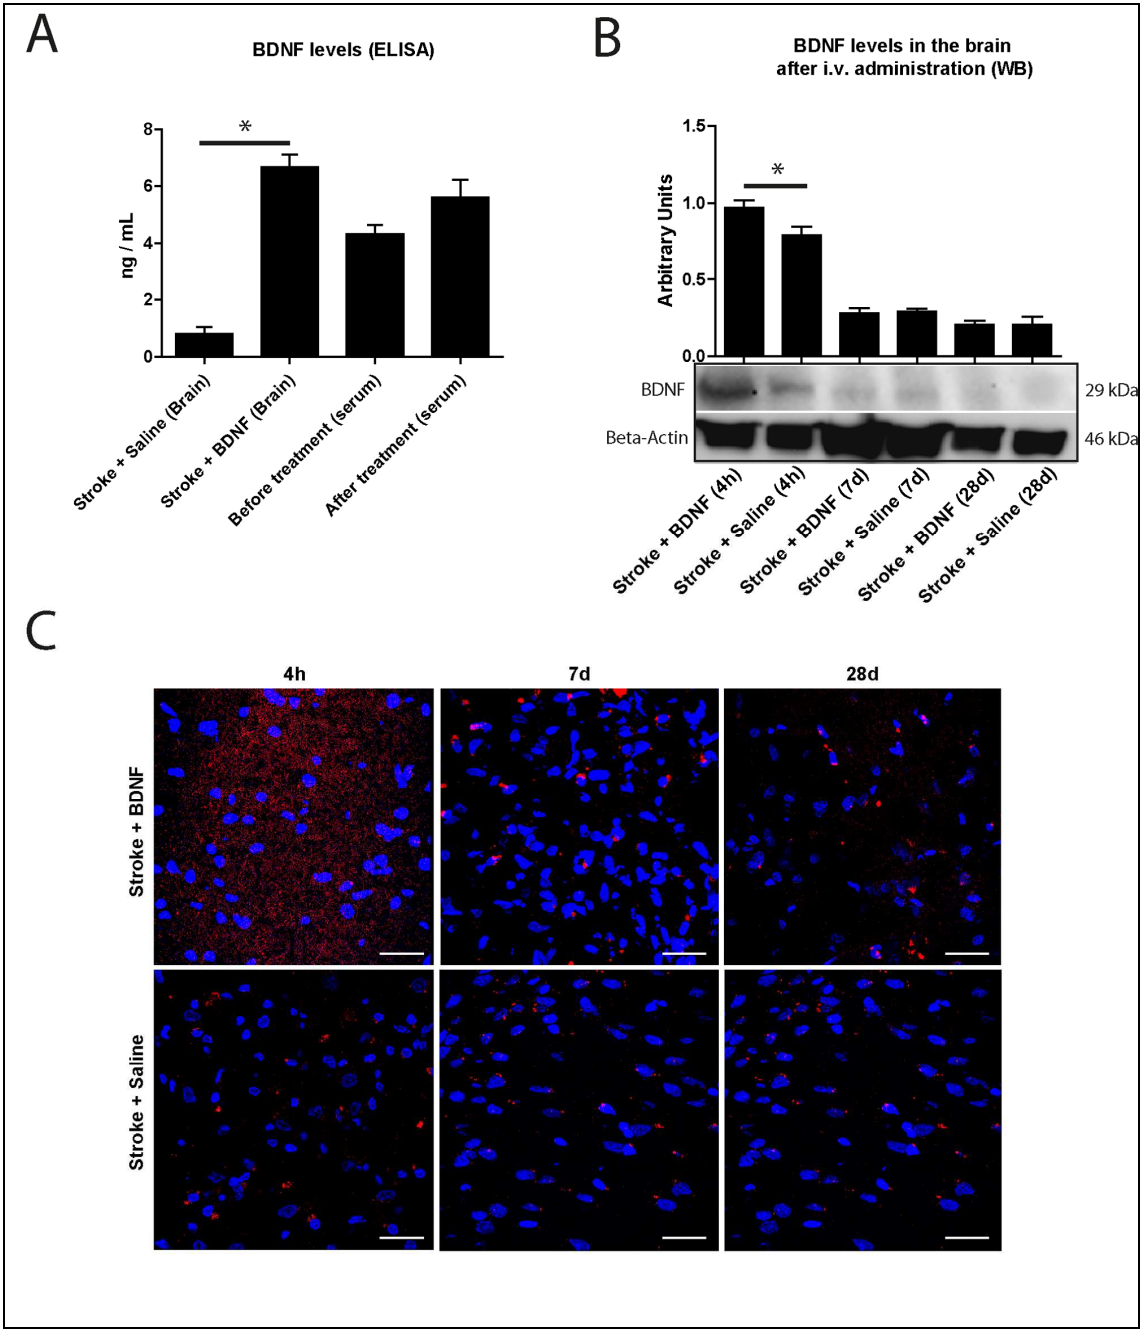 A
BDNF levels (ELISA)
*
8
6
4
2
0
ng / mL
Stroke + Saline (Brain)
Stroke + BDNF (Brain)
Before treatment (serum)
After treatment (serum)
B
BDNF levels in the brain
after i.v. administration (WB)
1.5
1.0
0.5
0.0
Arbitrary Units
*
BDNF
29 kDa
Beta-Actin
46 kDa
Stroke + BDNF (4h)
Stroke + Saline (4h)
Stroke + BDNF (7d)
Stroke + Saline (7d)
Stroke + BDNF (28d)
Stroke + Saline (28d)
C
4h
7d
28d
Stroke + BDNF
Stroke + Saline